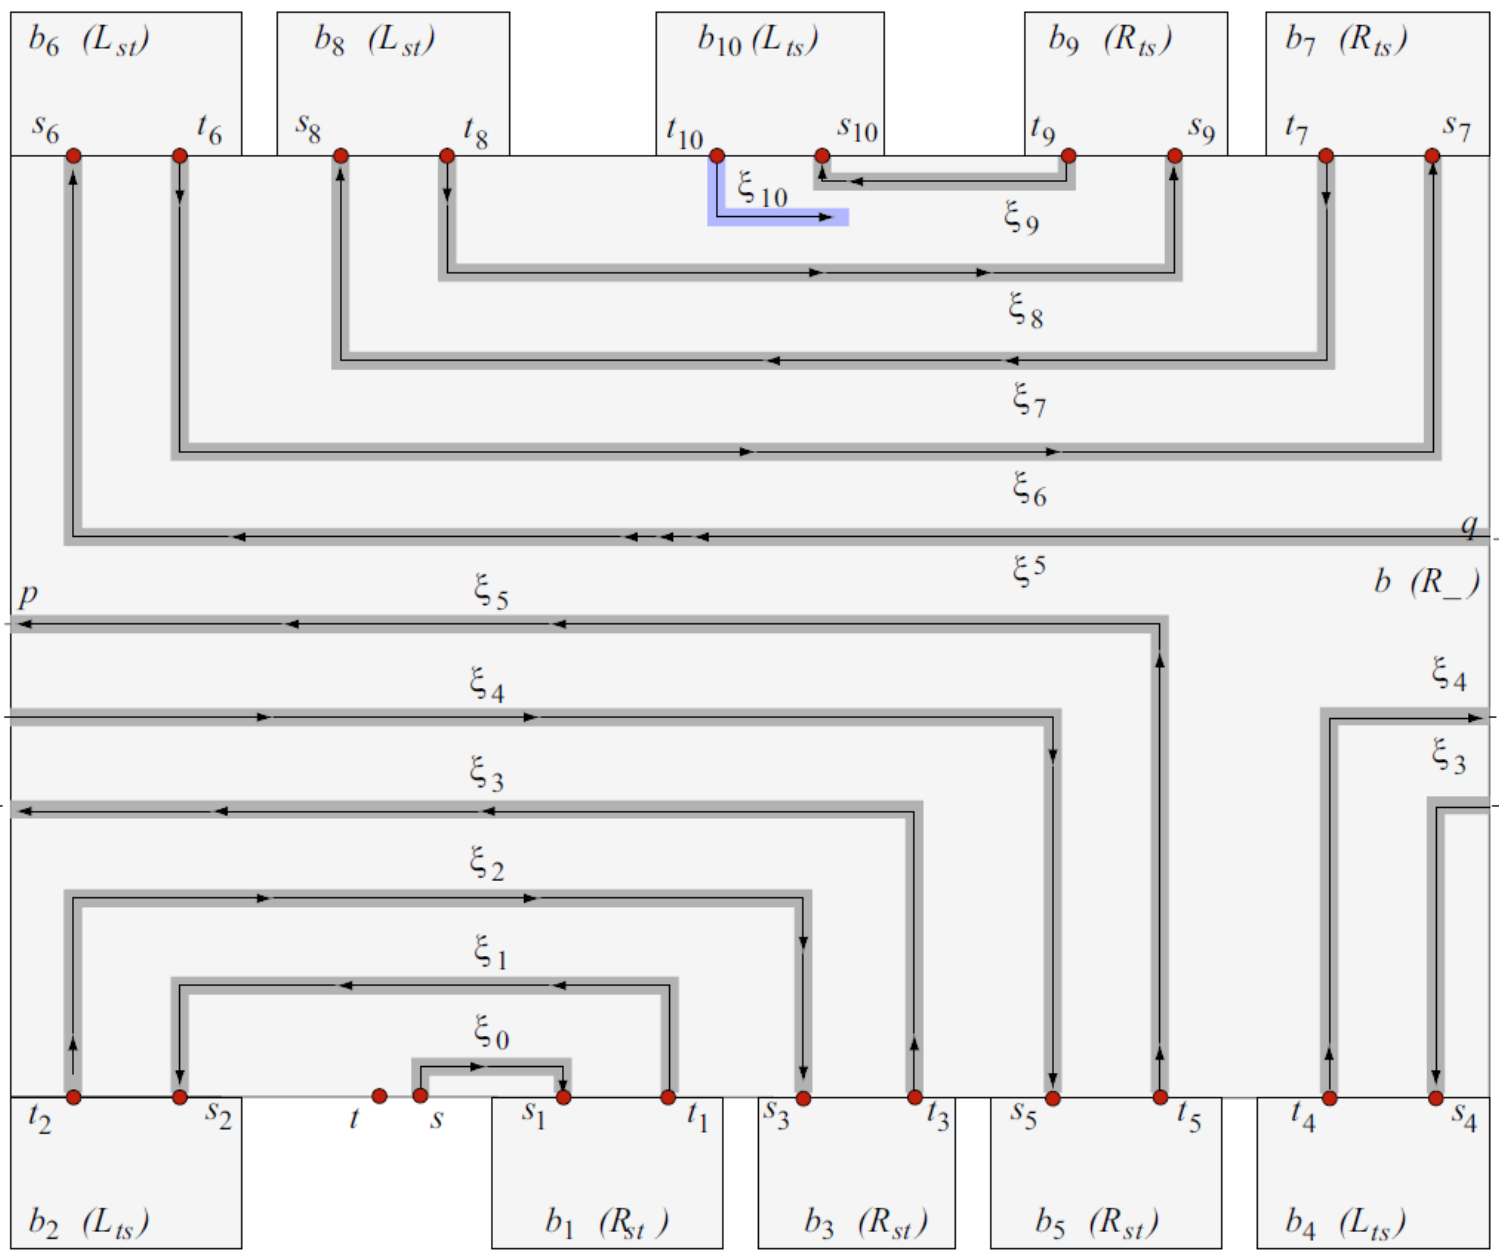 b6 (Lst) b8 (Lst) b10 (Lts) b9 (Rts) b7 (Rts)
s6 t6 s8 t8 t10 s10 t9 s9 t7 s7
ξ10
ξ9
ξ8
ξ7
ξ6
q
ξ5 ξ5
p b (R_)
ξ4 ξ4
ξ3 ξ3
ξ2
ξ1
ξ0
t2 s2 t s s1 t1 s3 t3 s5 t5 t4 s4
b2 (Lts) b1 (Rst) b3 (Rst) b5 (Rst) b4 (Lts)